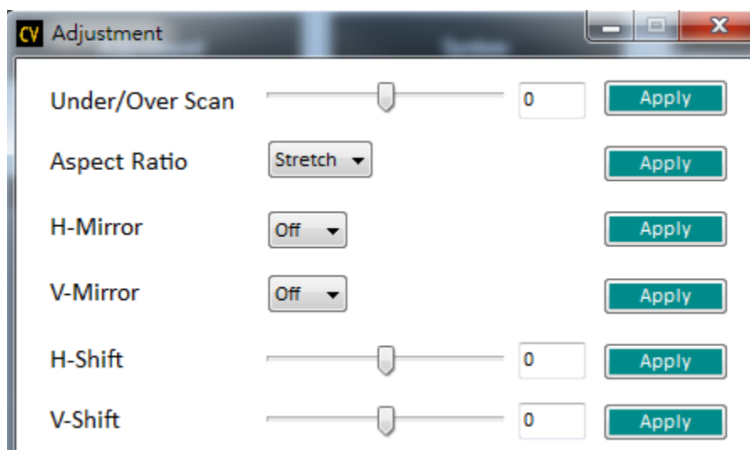 CV Adjustment
Under/Over Scan 0 Apply
Aspect Ratio Stretch Apply
H-Mirror Off Apply
V-Mirror Off Apply
H-Shift 0 Apply
V-Shift 0 Apply